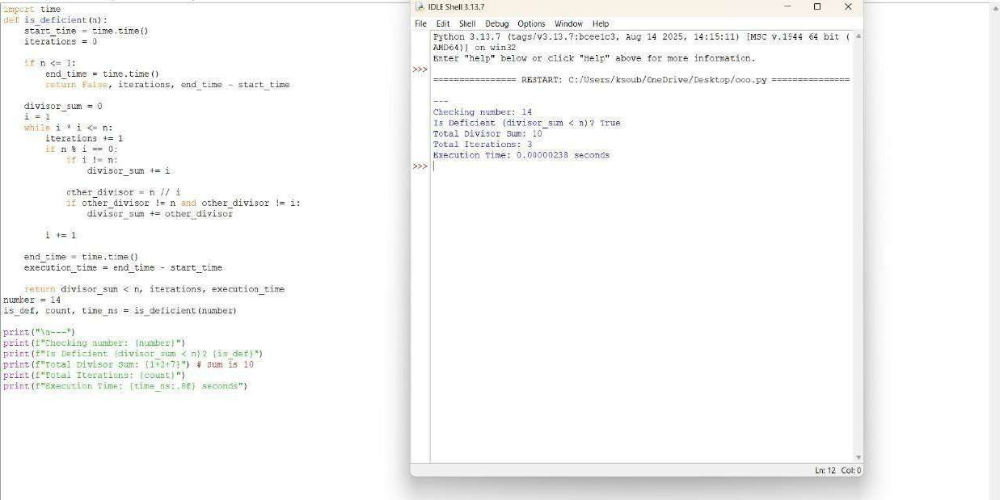 import time
def is_deficient(n):
    start_time = time.time()
    iterations = 0

    if n <= 1:
        end_time = time.time()
        return False, iterations, end_time - start_time

    divisor_sum = 0
    i = 1
    while i * i <= n:
        iterations += 1
        if n % i == 0:
            if i != n:
                divisor_sum += i

            other_divisor = n // i
            if other_divisor != n and other_divisor != i:
                divisor_sum += other_divisor

        i += 1

    end_time = time.time()
    execution_time = end_time - start_time

    return divisor_sum < n, iterations, execution_time
number = 14
is_def, count, time_ns = is_deficient(number)

print("\n---")
print(f"Checking number: {number}")
print(f"Is Deficient (divisor_sum < n)? {is_def}")
print(f"Total Divisor Sum: {1+2+7}") # Sum is 10
print(f"Total Iterations: {count}")
print(f"Execution Time: {time_ns:.8f} seconds")
IDLE Shell 3.13.7
File Edit Shell Debug Options Window Help
Python 3.13.7 (tags/v3.13.7:bcee1c3, Aug 14 2025, 14:15:11) [MSC v.1944 64 bit (
AMD64)] on win32
Enter "help" below or click "Help" above for more information.
>>>
================ RESTART: C:/Users/ksoub/OneDrive/Desktop/ooo.py ===============

---
Checking number: 14
Is Deficient (divisor_sum < n)? True
Total Divisor Sum: 10
Total Iterations: 3
Execution Time: 0.00000238 seconds
>>>
Ln: 12 Col: 0